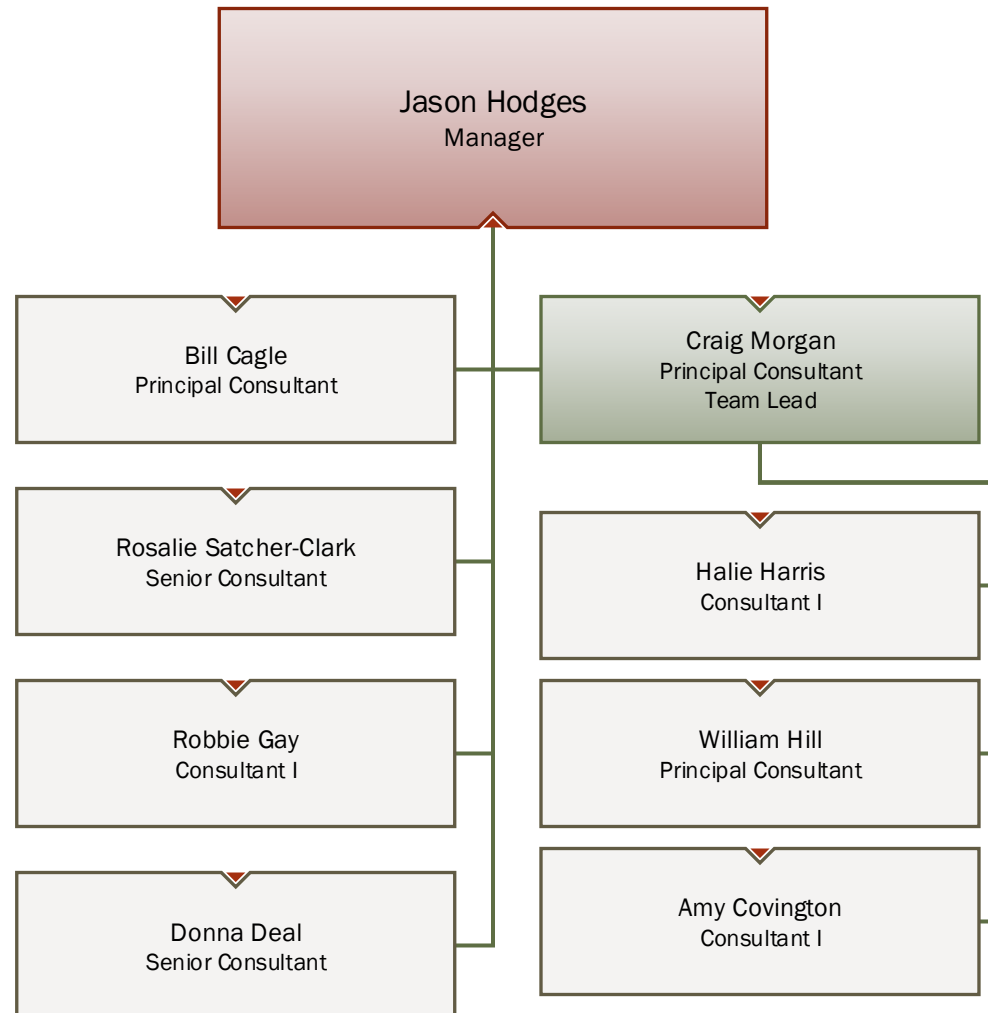 Jason Hodges
Manager
Bill Cagle
Principal Consultant
Craig Morgan
Principal Consultant
Team Lead
Rosalie Satcher-Clark
Senior Consultant
Halie Harris
Consultant I
Robbie Gay
Consultant I
William Hill
Principal Consultant
Donna Deal
Senior Consultant
Amy Covington
Consultant I